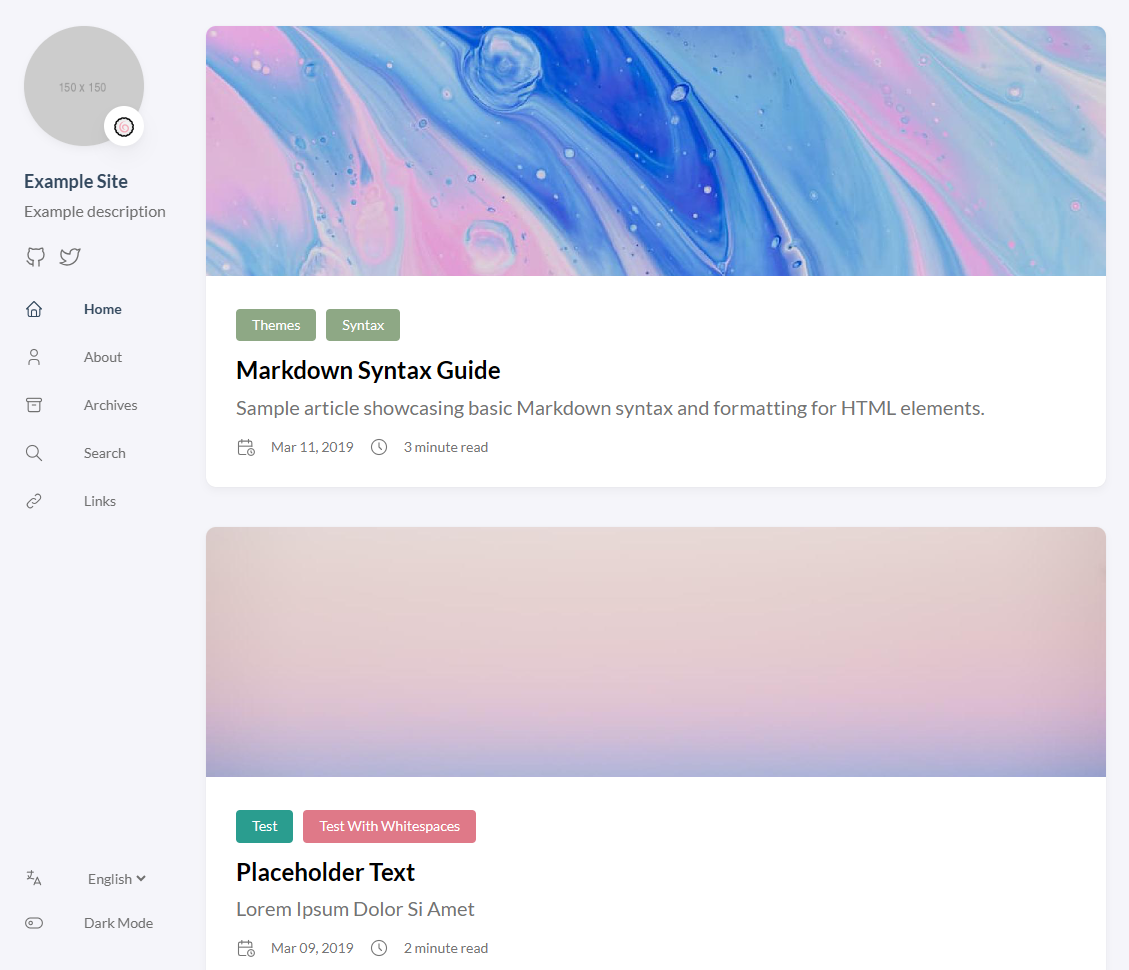 150 x 150
Example Site
Example description
Home
About
Archives
Search
Links
English
Dark Mode
Themes Syntax
Markdown Syntax Guide
Sample article showcasing basic Markdown syntax and formatting for HTML elements.
Mar 11, 2019 3 minute read
Test Test With Whitespaces
Placeholder Text
Lorem Ipsum Dolor Si Amet
Mar 09, 2019 2 minute read